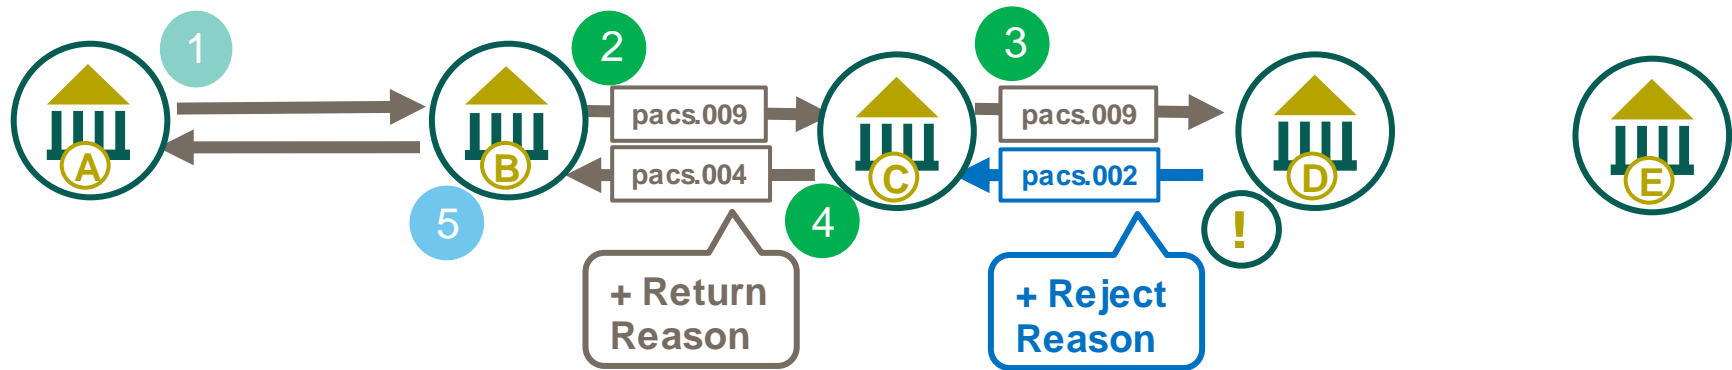 1
2
3
pacs.009
pacs.009
A
B
C
D
E
pacs.004
pacs.002
5
4
!
+ Return
Reason
+ Reject
Reason